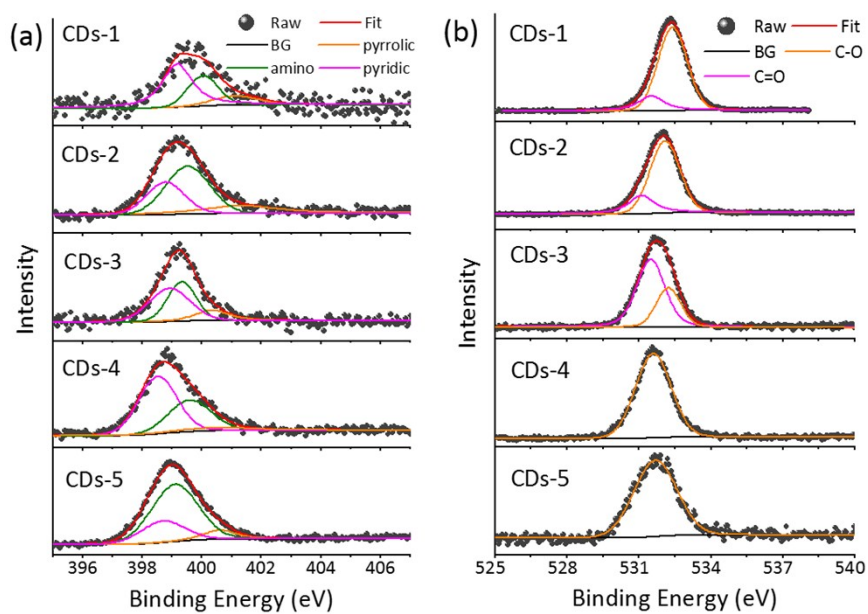 (a)
CDs-1
Raw Fit
BG pyrrolic
amino pyridic
CDs-2
CDs-3
CDs-4
CDs-5
Intensity
396 398 400 402 404 406
Binding Energy (eV)
(b)
CDs-1
Raw Fit
BG C-O
C=O
CDs-2
CDs-3
CDs-4
CDs-5
Intensity
525 528 531 534 537 540
Binding Energy (eV)